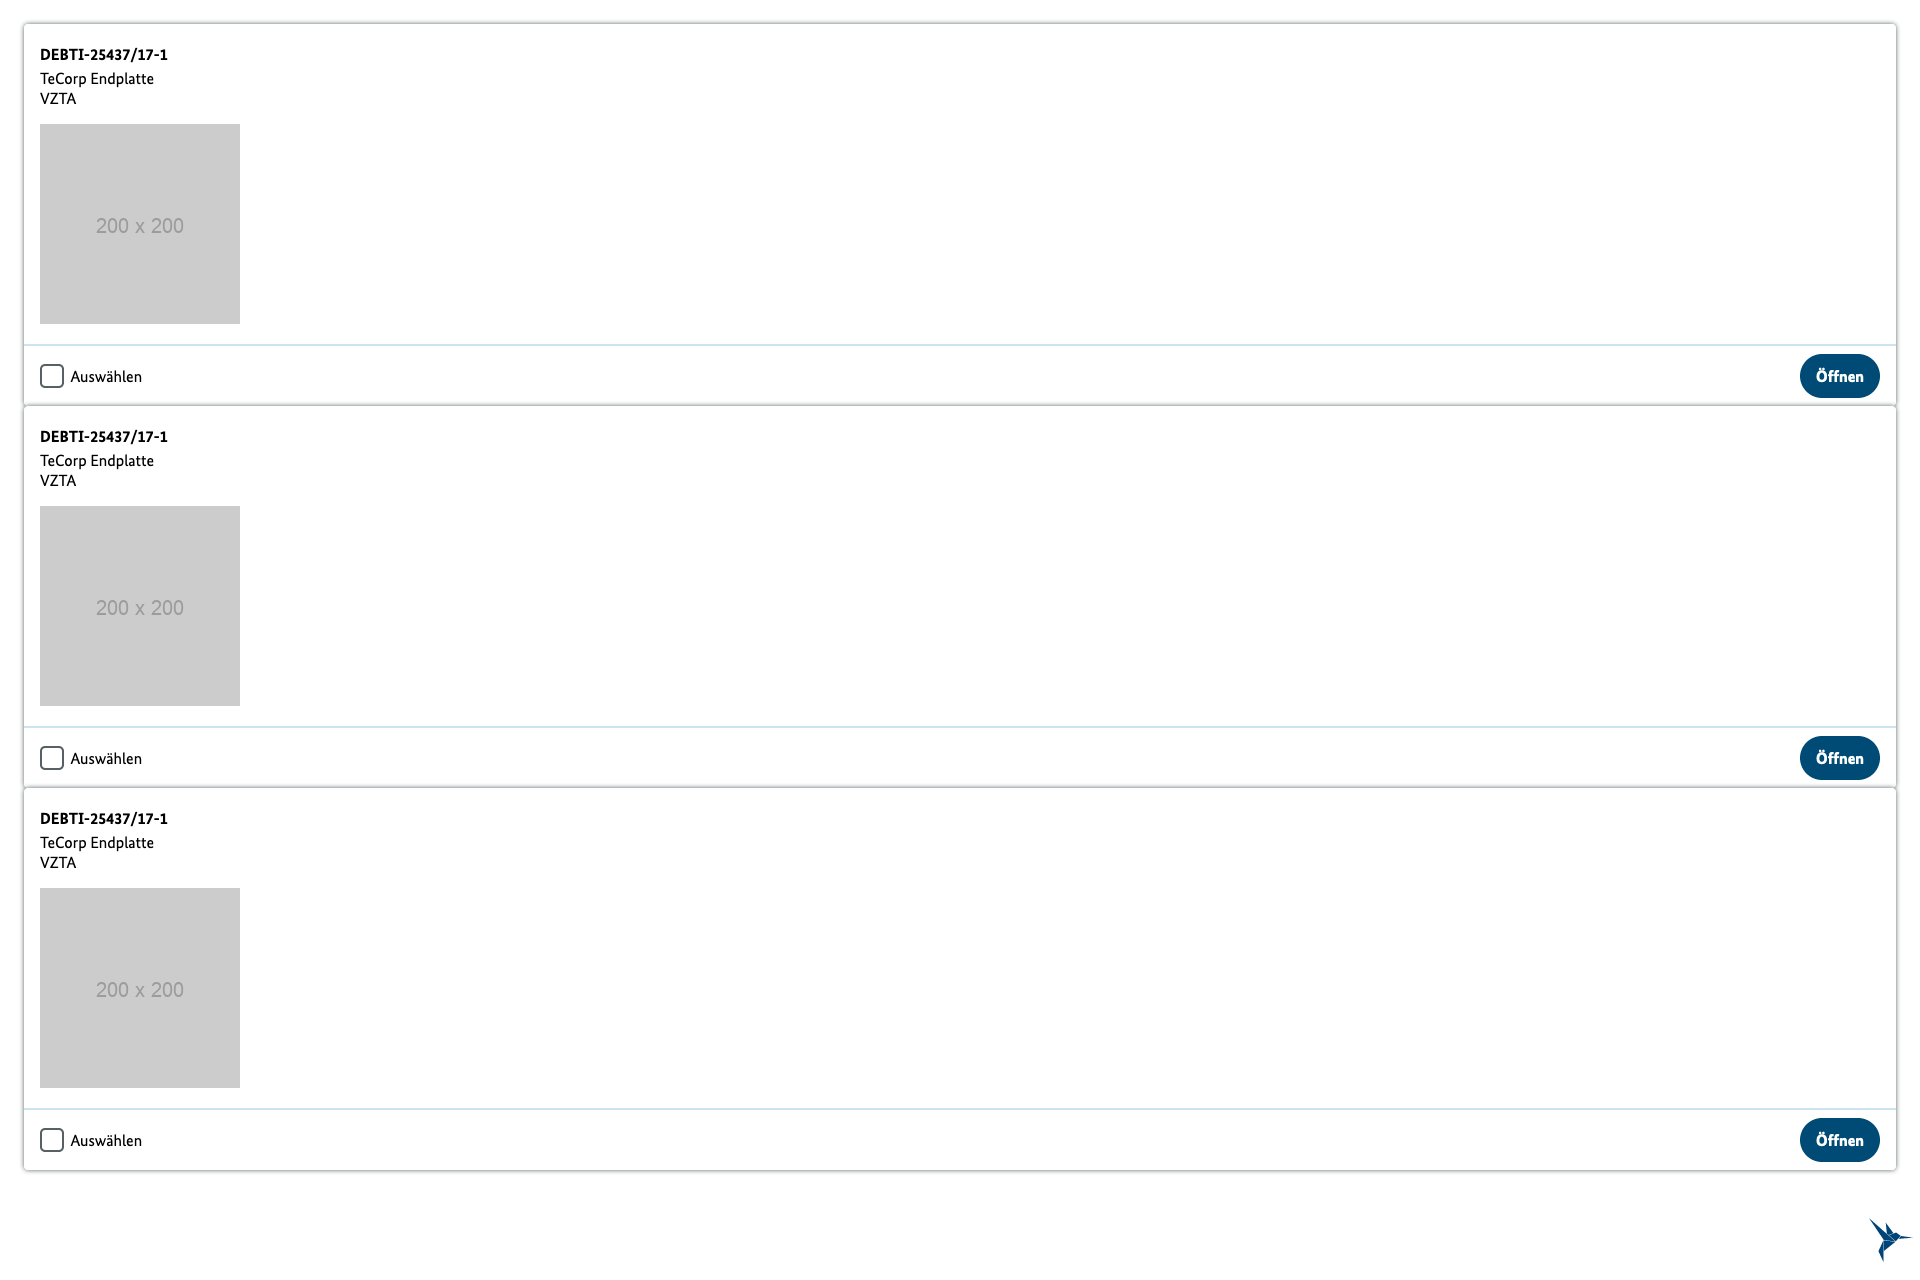 DEBTI-25437/17-1
TeCorp Endplatte
VZTA
200 x 200
Auswählen
Öffnen
DEBTI-25437/17-1
TeCorp Endplatte
VZTA
200 x 200
Auswählen
Öffnen
DEBTI-25437/17-1
TeCorp Endplatte
VZTA
200 x 200
Auswählen
Öffnen